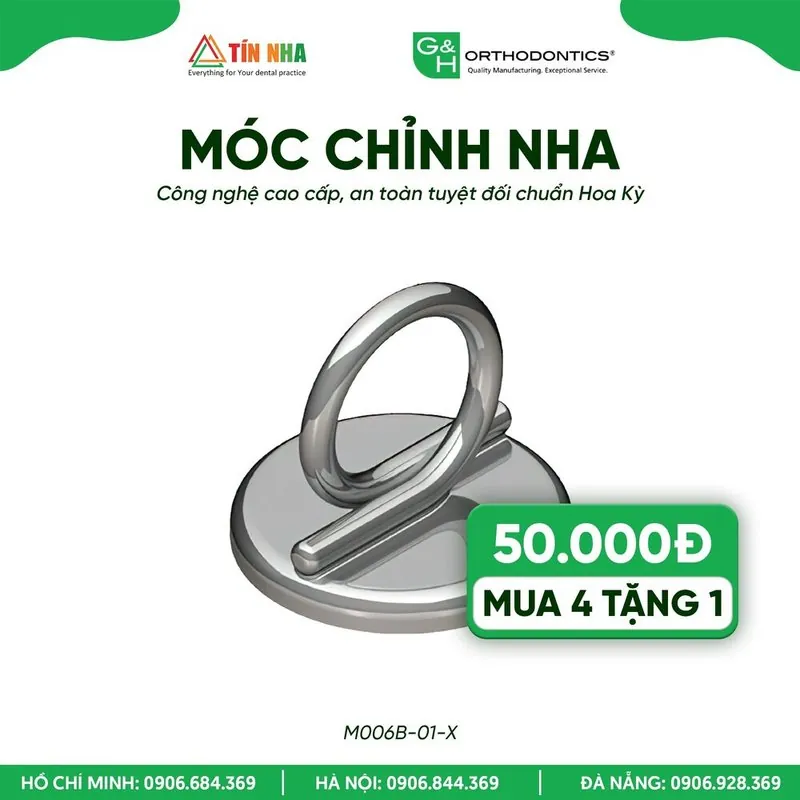 TÍN NHA
Everything for Your dental practice
G&H ORTHODONTICS®
Quality Manufacturing. Exceptional Service.
MÓC CHỈNH NHA
Công nghệ cao cấp, an toàn tuyệt đối chuẩn Hoa Kỳ
50.000Đ
MUA 4 TẶNG 1
M006B-01-X
HỒ CHÍ MINH: 0906.684.369 | HÀ NỘI: 0906.844.369 | ĐÀ NẴNG: 0906.928.369